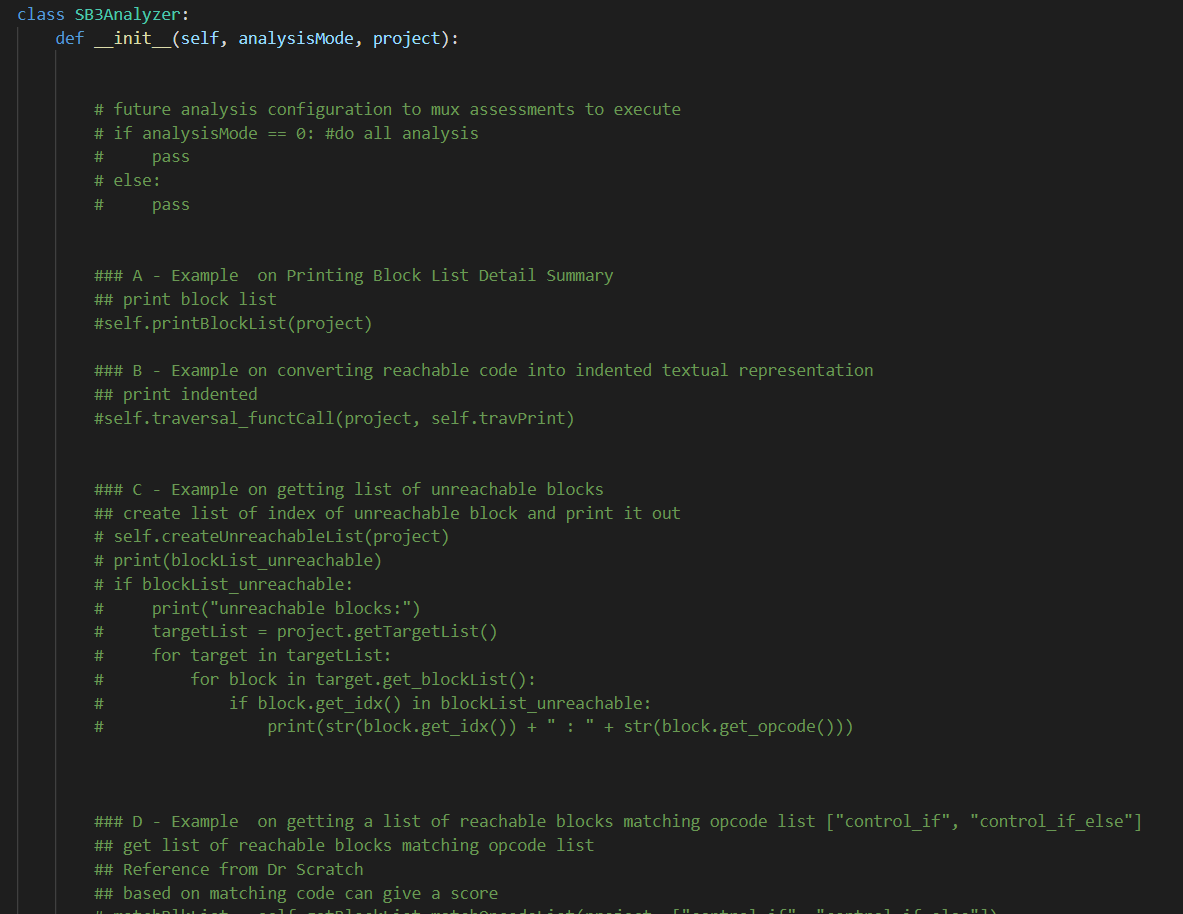 class SB3Analyzer:
    def __init__(self, analysisMode, project):
        # future analysis configuration to mux assessments to execute
        # if analysisMode == 0: #do all analysis
        #     pass
        # else:
        #     pass
        ### A - Example  on Printing Block List Detail Summary
        ## print block list
        #self.printBlockList(project)
        ### B - Example on converting reachable code into indented textual representation
        ## print indented
        #self.traversal_functCall(project, self.travPrint)
        ### C - Example on getting list of unreachable blocks
        ## create list of index of unreachable block and print it out
        # self.createUnreachableList(project)
        # print(blockList_unreachable)
        # if blockList_unreachable:
        #     print("unreachable blocks:")
        #     targetList = project.getTargetList()
        #     for target in targetList:
        #         for block in target.get_blockList():
        #             if block.get_idx() in blockList_unreachable:
        #                 print(str(block.get_idx()) + " : " + str(block.get_opcode()))
        ### D - Example  on getting a list of reachable blocks matching opcode list ["control_if", "control_if_else"]
        ## get list of reachable blocks matching opcode list
        ## Reference from Dr Scratch
        ## based on matching code can give a score